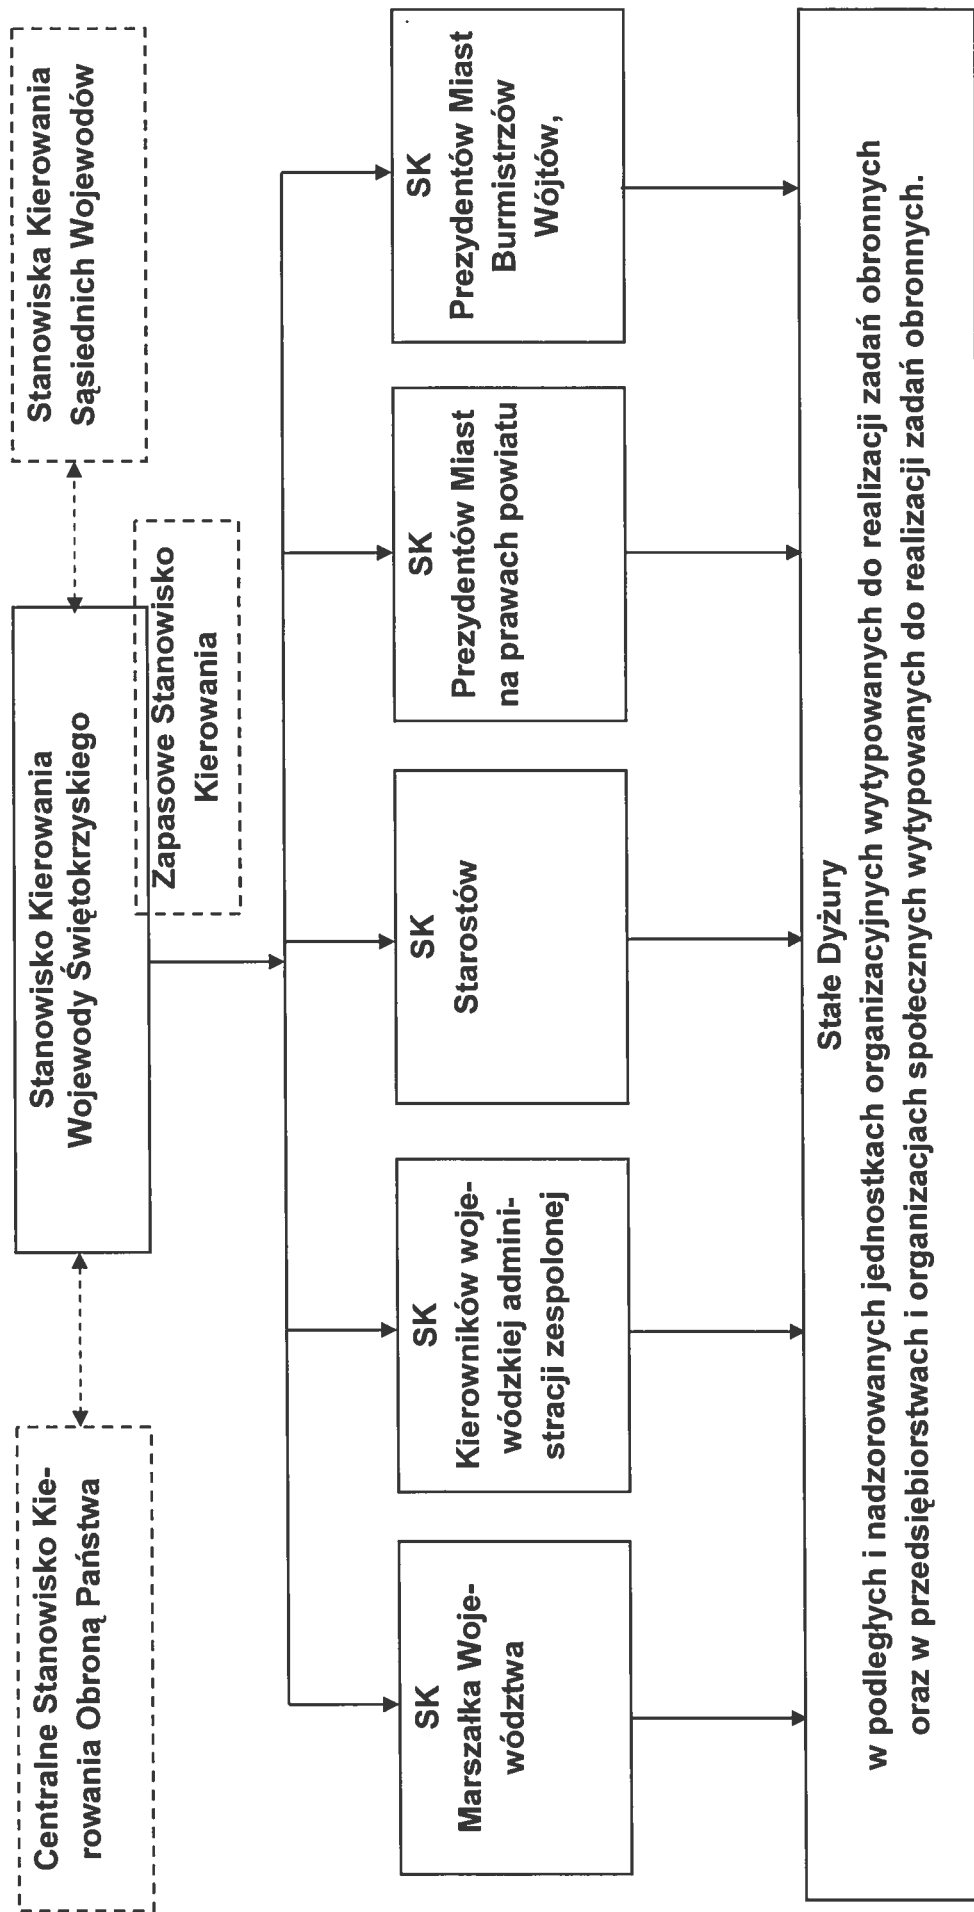 Centralne Stanowisko Kie-
rowania Obroną Państwa
Stanowisko Kierowania
Wojewody Świętokrzyskiego
Stanowiska Kierowania
Sąsiednich Wojewodów
Zapasowe Stanowisko
Kierowania
SK
Marszałka Woje-
wództwa
SK
Kierowników woje-
wódzkiej admini-
stracji zespolonej
SK
Starostów
SK
Prezydentów Miast
na prawach powiatu
SK
Prezydentów Miast
Burmistrzów
Wójtów,
Stałe Dyżury
w podległych i nadzorowanych jednostkach organizacyjnych wytypowanych do realizacji zadań obronnych
oraz w przedsiębiorstwach i organizacjach społecznych wytypowanych do realizacji zadań obronnych.